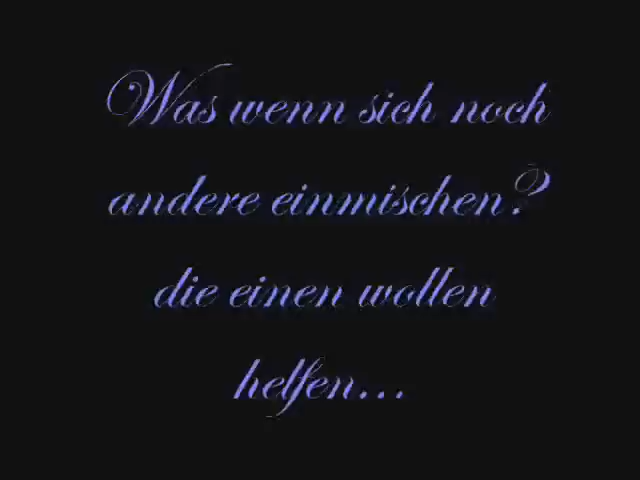 Was wenn sich noch
andere einmischen?
die einen wollen
helfen...